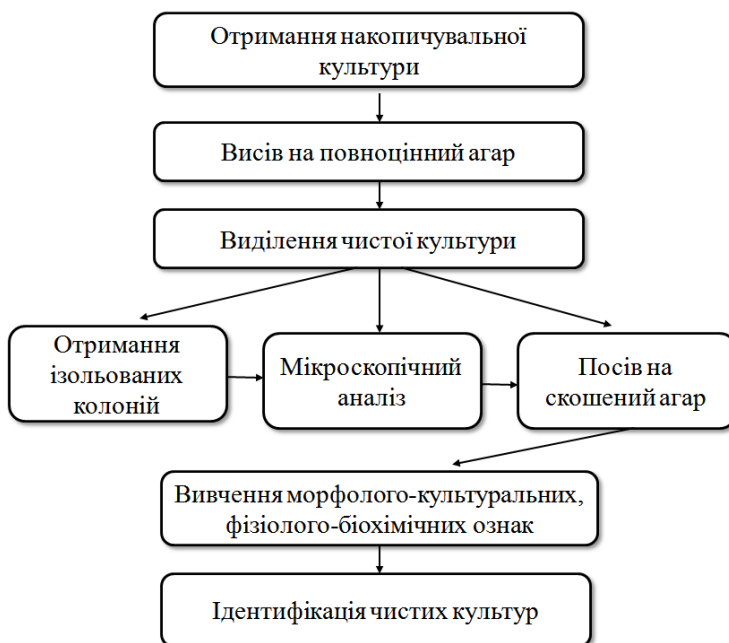 Отримання накопичувальної
культури
Висів на повноцінний агар
Виділення чистої культури
Отримання
ізольованих
колоній
Мікроскопічний
аналіз
Посів на
скошений агар
Вивчення морфолого-культуральних,
фізіолого-біохімічних ознак
Ідентифікація чистих культур